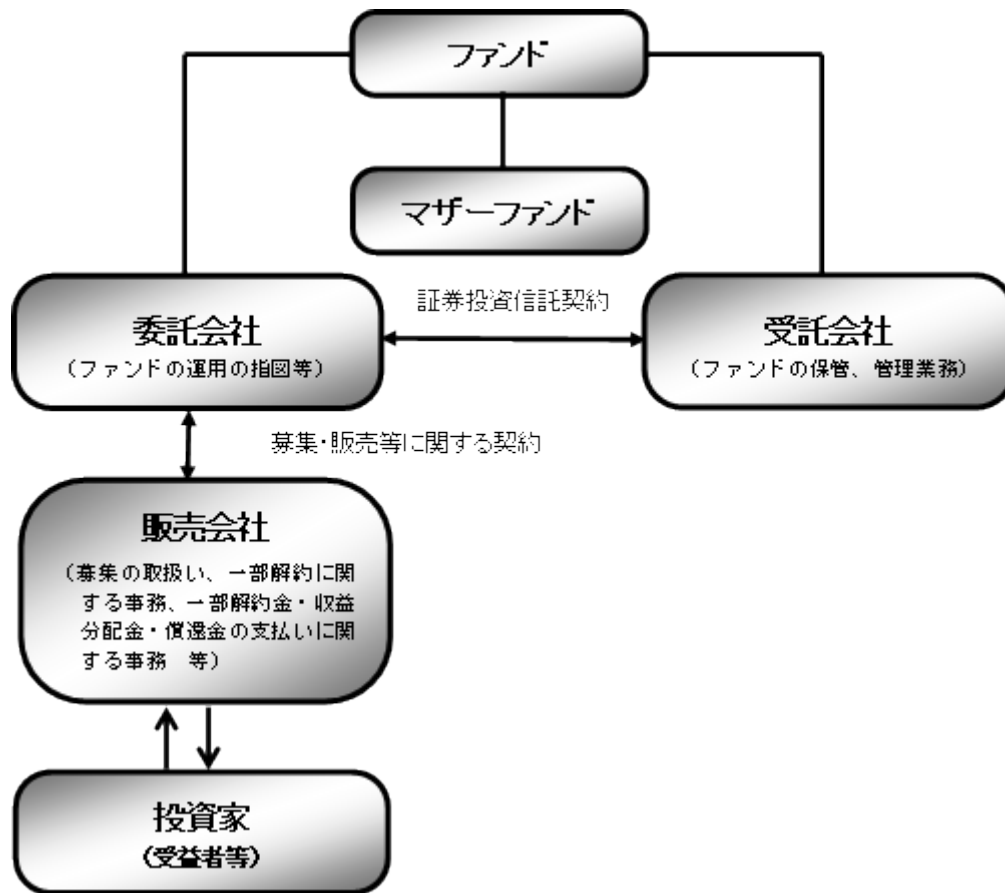 ファンド
マザーファンド
証券投資信託契約
委託会社
(ファンドの運用の指図等)
受託会社
(ファンドの保管、管理業務)
募集・販売等に関する契約
販売会社
(募集の取扱い、一部解約に関
する事務、一部解約金・収益
分配金・償還金の支払いに関
する事務 等)
投資家
(受益者等)